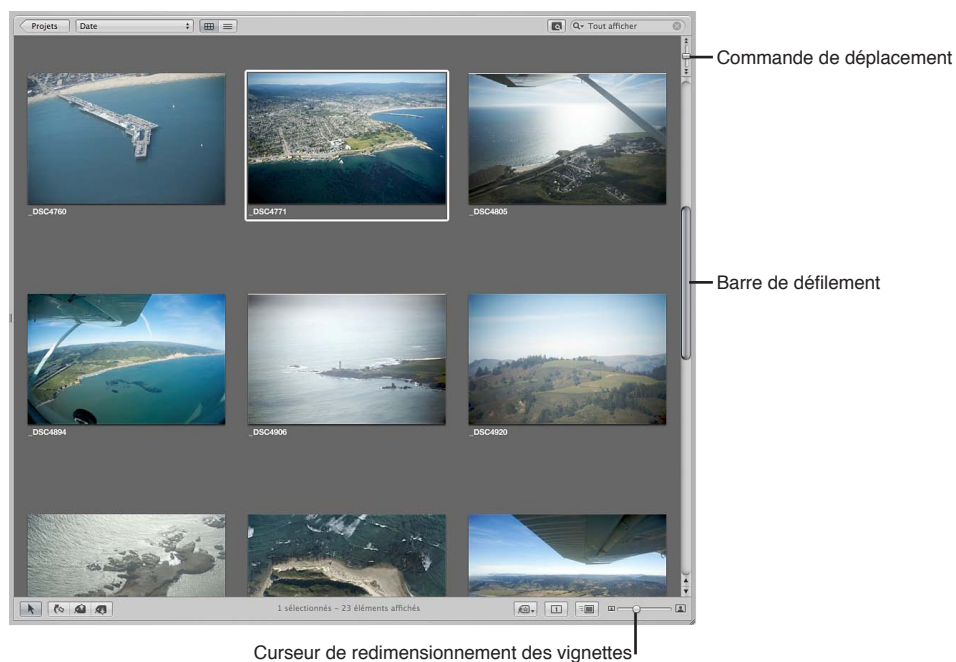 Projets
Date
Tout afficher
Commande de déplacement
_DSC4760
_DSC4771
_DSC4805
Barre de défilement
_DSC4894
_DSC4906
_DSC4920
1 sélectionnés – 23 éléments affichés
Curseur de redimensionnement des vignettes